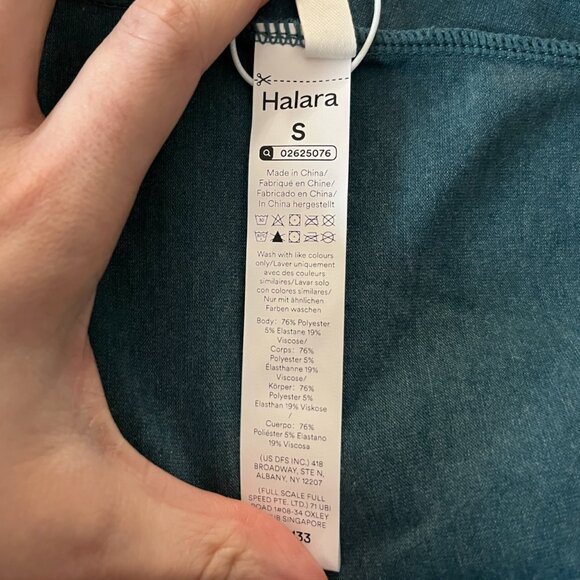 Halara
S
02625076
Made in China/
Fabriqué en Chine/
Fabricado en China/
In China hergestellt
Wash with like colours
only/Laver uniquement
avec des couleurs
similaires/Lavar solo
con colores similares/
Nur mit ähnlichen
Farben waschen
Body: 76% Polyester
5% Elastane 19%
Viscose/
Corps: 76%
Polyester 5%
Elasthanne 19%
Viscose/
Körper: 76%
Polyester 5%
Elasthan 19% Viskose
/
Cuerpo: 76%
Poliéster 5% Elastano
19% Viscosa
(US DFS INC.) 418
BROADWAY, STE N,
ALBANY, NY 12207
(FULL SCALE FULL
SPEED PTE. LTD.) 71 UBI
ROAD 1#08-34 OXLEY
SINGAPORE